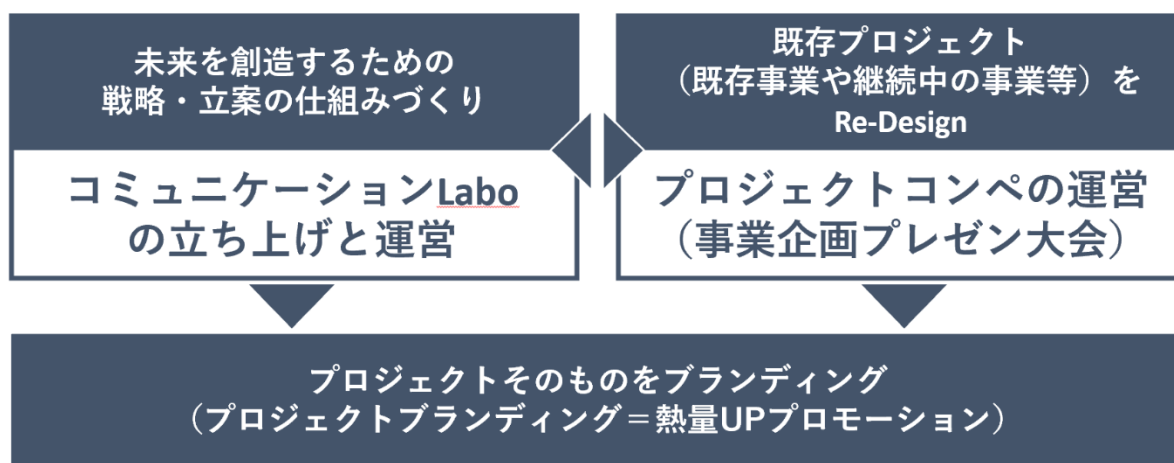 未来を創造するための
戦略・立案の仕組みづくり
コミュニケーションLabo
の立ち上げと運営
既存プロジェクト
（既存事業や継続中の事業等）を
Re-Design
プロジェクトコンペの運営
（事業企画プレゼン大会）
プロジェクトそのものをブランディング
（プロジェクトブランディング＝熱量UPプロモーション）